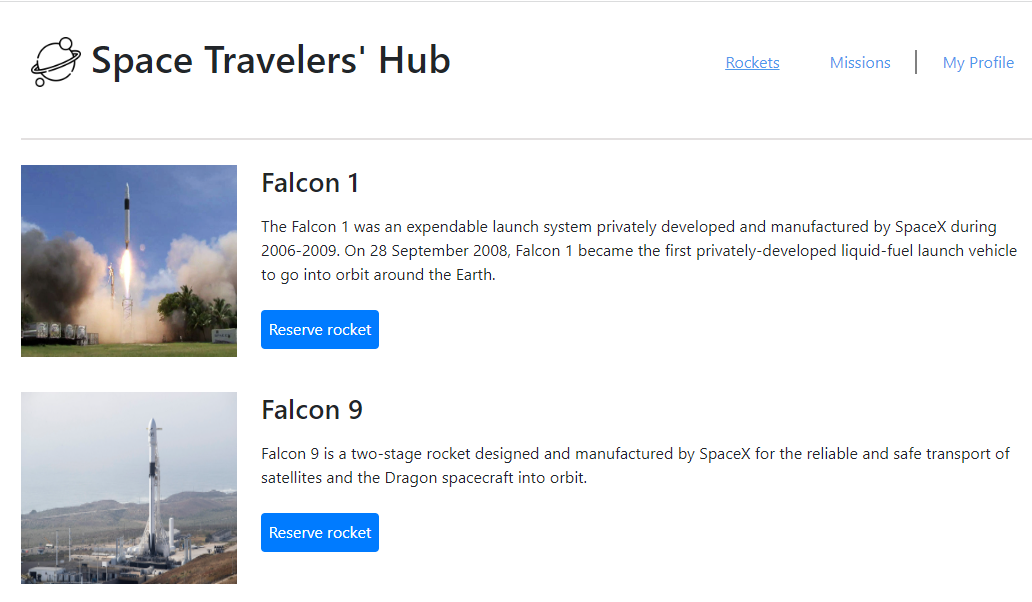 Space Travelers' Hub
Rockets
Missions
My Profile
Falcon 1
The Falcon 1 was an expendable launch system privately developed and manufactured by SpaceX during
2006-2009. On 28 September 2008, Falcon 1 became the first privately-developed liquid-fuel launch vehicle
to go into orbit around the Earth.
Reserve rocket
Falcon 9
Falcon 9 is a two-stage rocket designed and manufactured by SpaceX for the reliable and safe transport of
satellites and the Dragon spacecraft into orbit.
Reserve rocket